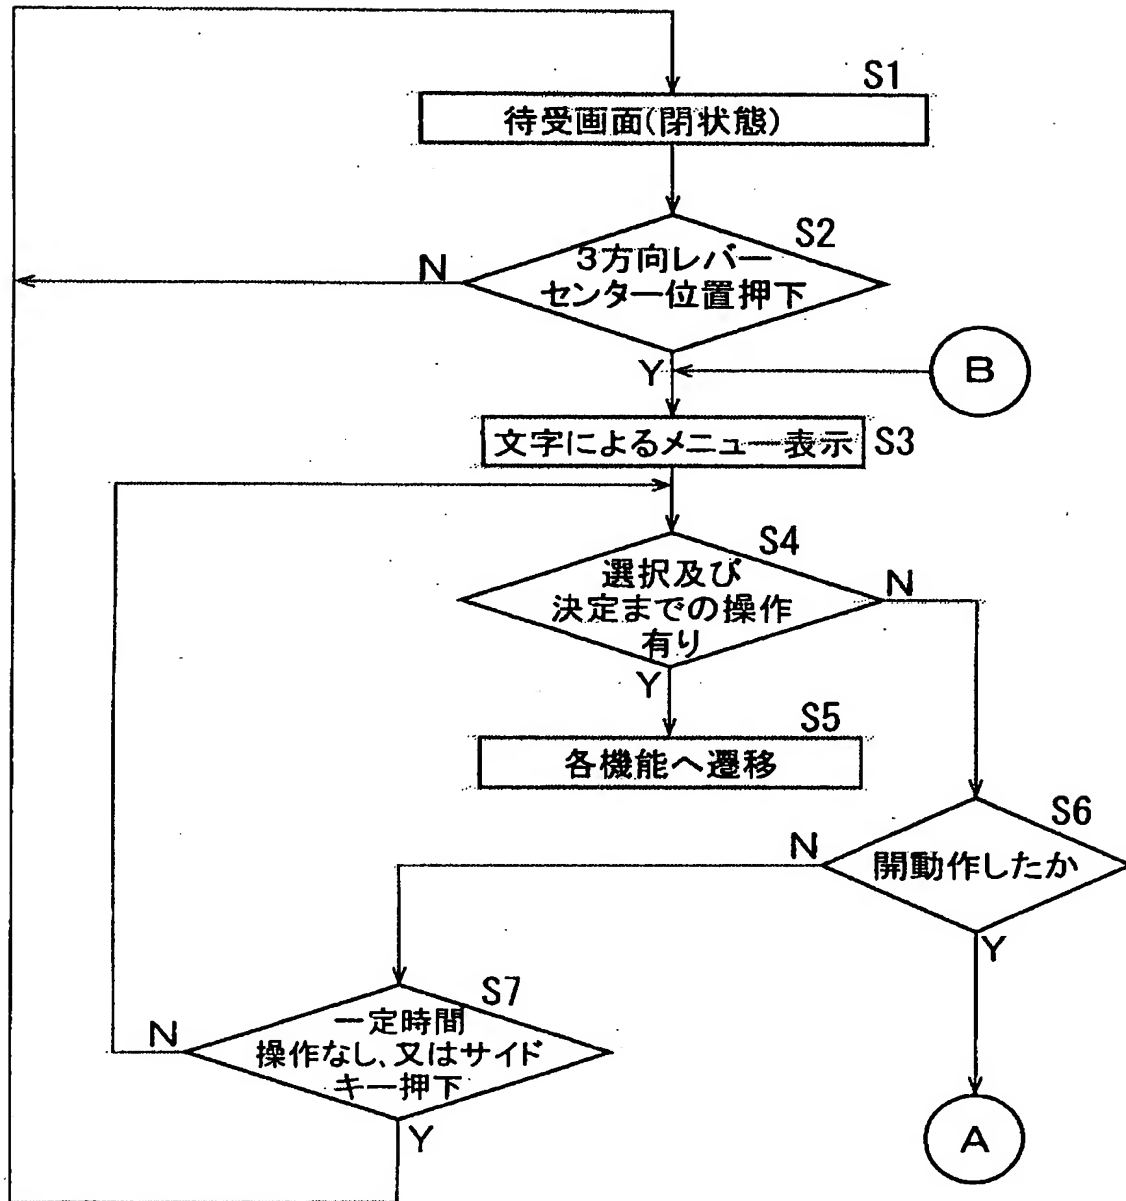 S1
待受画面(閉状態)
S2
N
3方向レバー
センター位置押下
Y
B
文字によるメニュー表示
S3
S4
選択及び
決定までの操作
有り
N
Y
S5
各機能へ遷移
S6
N
開動作したか
Y
S7
N
一定時間
操作なし、又はサイド
キー押下
Y
A